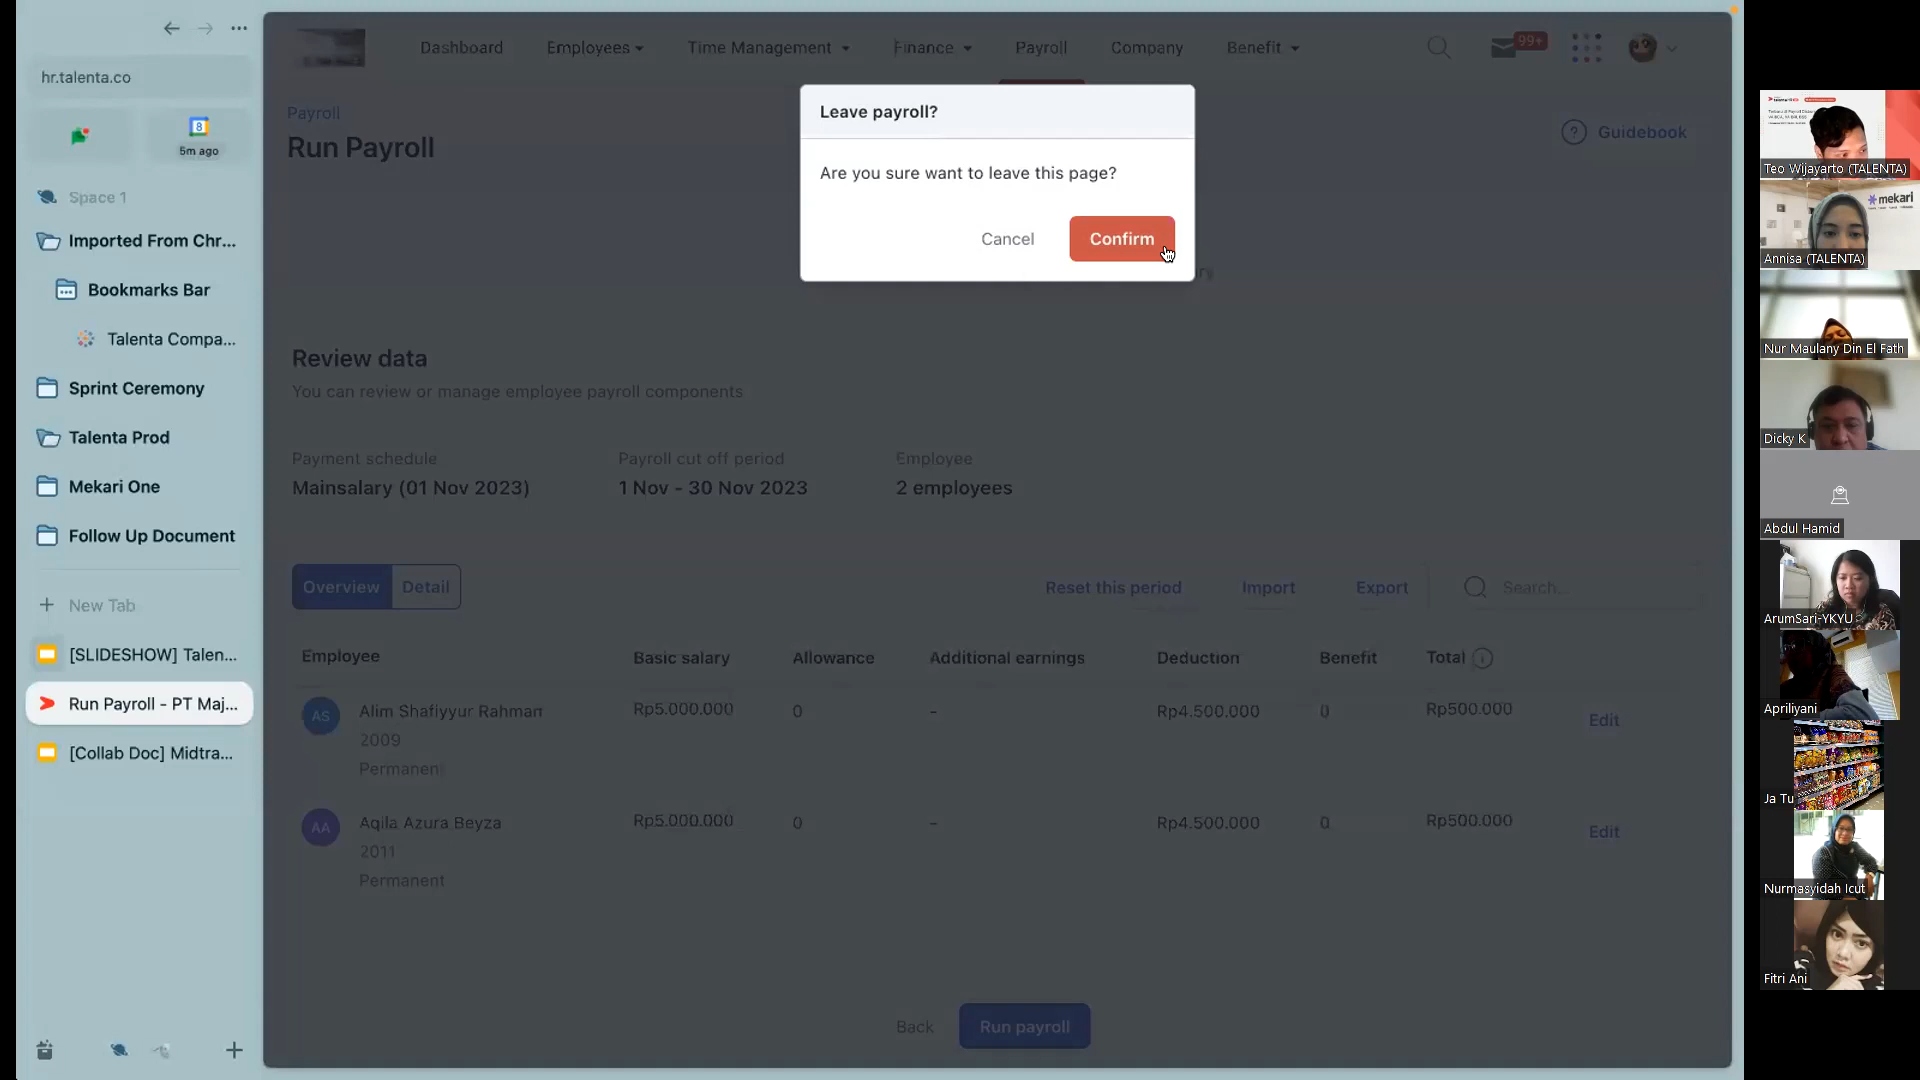 hr.talenta.co
8
5m ago
Space 1
Imported From Chr...
Bookmarks Bar
Talenta Compa...
Sprint Ceremony
Talenta Prod
Mekari One
Follow Up Document
New Tab
[SLIDESHOW] Talen...
Run Payroll - PT Maj...
[Collab Doc] Midtra...
Dashboard
Employees
Time Management
Finance
Payroll
Company
Benefit
99+
Payroll
Run Payroll
Guidebook
Leave payroll?
Are you sure want to leave this page?
Cancel
Confirm
Review data
You can review or manage employee payroll components
Payment schedule
Payroll cut off period
Employee
Mainsalary (01 Nov 2023)
1 Nov - 30 Nov 2023
2 employees
Overview
Detail
Reset this period
Import
Export
Search...
Employee
Basic salary
Allowance
Additional earnings
Deduction
Benefit
Total
AS
Alim Shafiyyur Rahman
2009
Permanent
Rp5.000.000
0
-
Rp4.500.000
0
Rp500.000
Edit
AA
Aqila Azura Beyza
2011
Permanent
Rp5.000.000
0
-
Rp4.500.000
0
Rp500.000
Edit
Back
Run payroll
Teo Wijayarto (TALENTA)
mekari
Annisa (TALENTA)
Nur Maulany Din El Fath
Dicky K
Abdul Hamid
ArumSari-YKYU
Apriliyani
Ja Tu
Nurmasyidah Icut
Fitri Ani